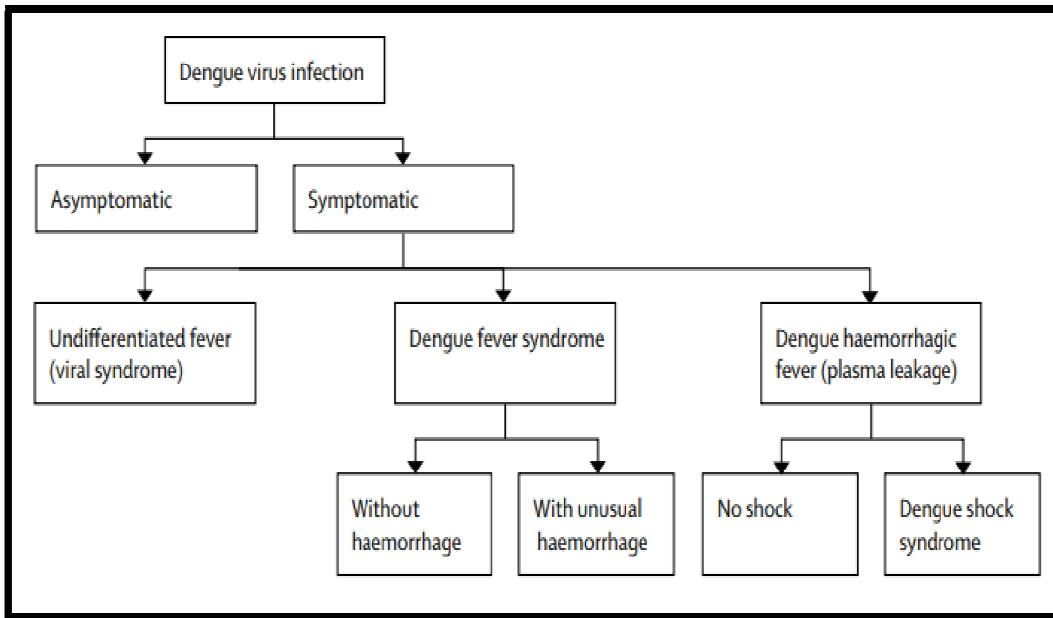 Dengue virus infection
Asymptomatic
Symptomatic
Undifferentiated fever
(viral syndrome)
Dengue fever syndrome
Dengue haemorrhagic
fever (plasma leakage)
Without
haemorrhage
With unusual
haemorrhage
No shock
Dengue shock
syndrome